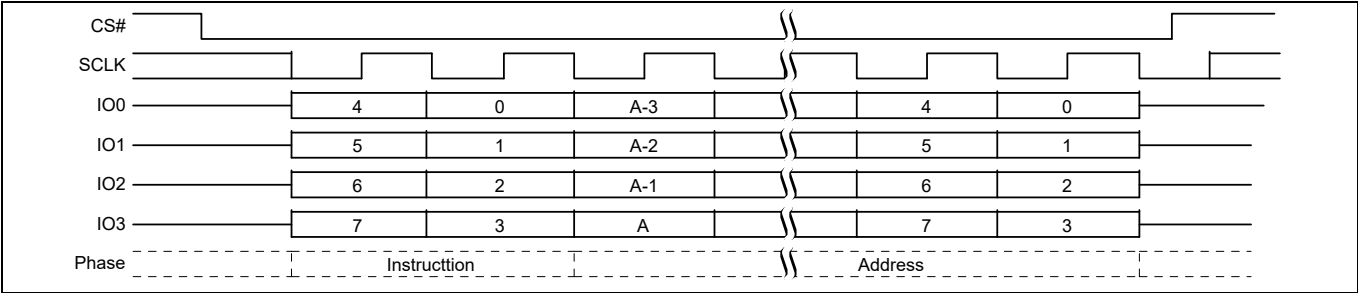 CS#
SCLK
IO0 4 0 A-3 4 0
IO1 5 1 A-2 5 1
IO2 6 2 A-1 6 2
IO3 7 3 A 7 3
Phase Instructtion Address